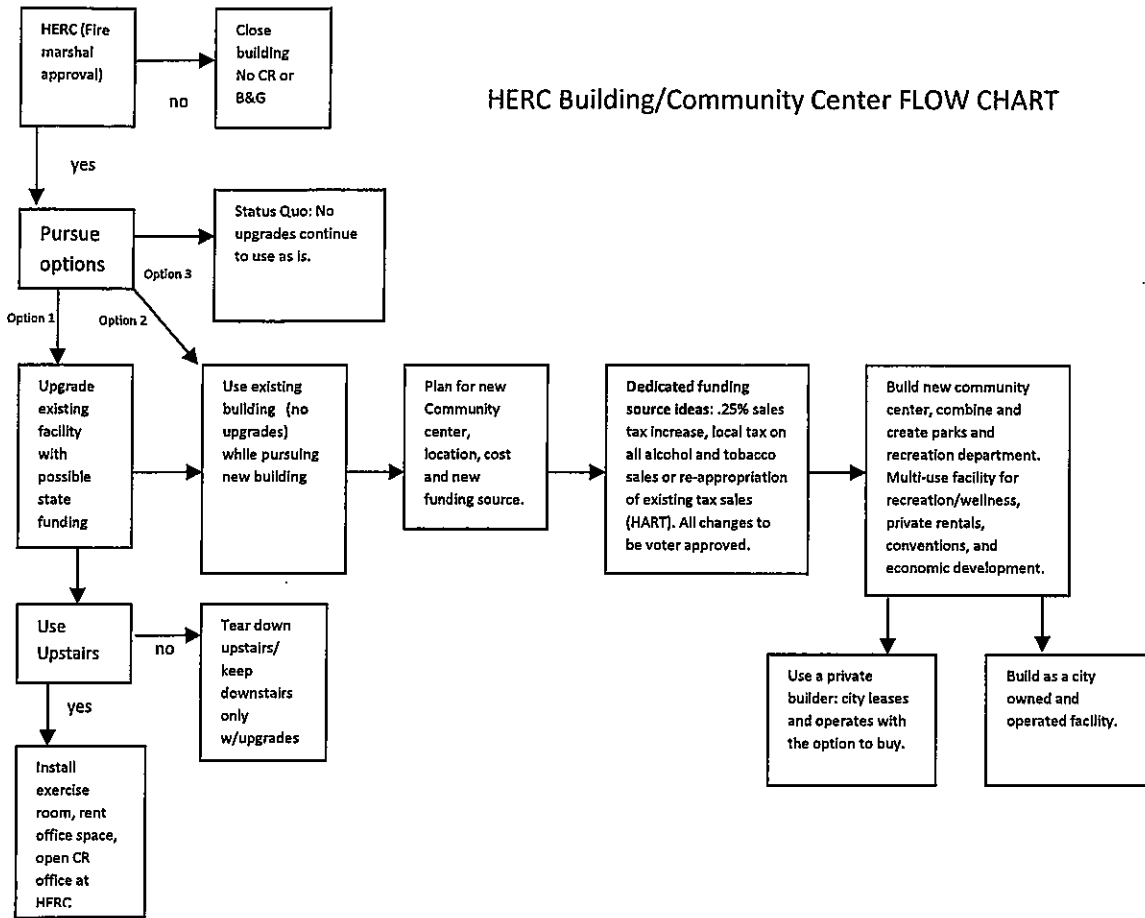 HERC (Fire
marshal
approval)
no
Close
building
No CR or
B&G
HERC Building/Community Center FLOW CHART
yes
Pursue
options
Status Quo: No
upgrades continue
to use as is.
Option 3
Option 1
Option 2
Upgrade
existing
facility
with
possible
state
funding
Use existing
building (no
upgrades)
while pursuing
new building
Plan for new
Community
center,
location, cost
and new
funding source.
Dedicated funding
source ideas: .25% sales
tax increase, local tax on
all alcohol and tobacco
sales or re-appropriation
of existing tax sales
(HART). All changes to
be voter approved.
Build new community
center, combine and
create parks and
recreation department.
Multi-use facility for
recreation/wellness,
private rentals,
conventions, and
economic development.
Use
Upstairs
no
Tear down
upstairs/
keep
downstairs
only
w/upgrades
yes
Install
exercise
room, rent
office space,
open CR
office at
HERC
Use a private
builder: city leases
and operates with
the option to buy.
Build as a city
owned and
operated facility.